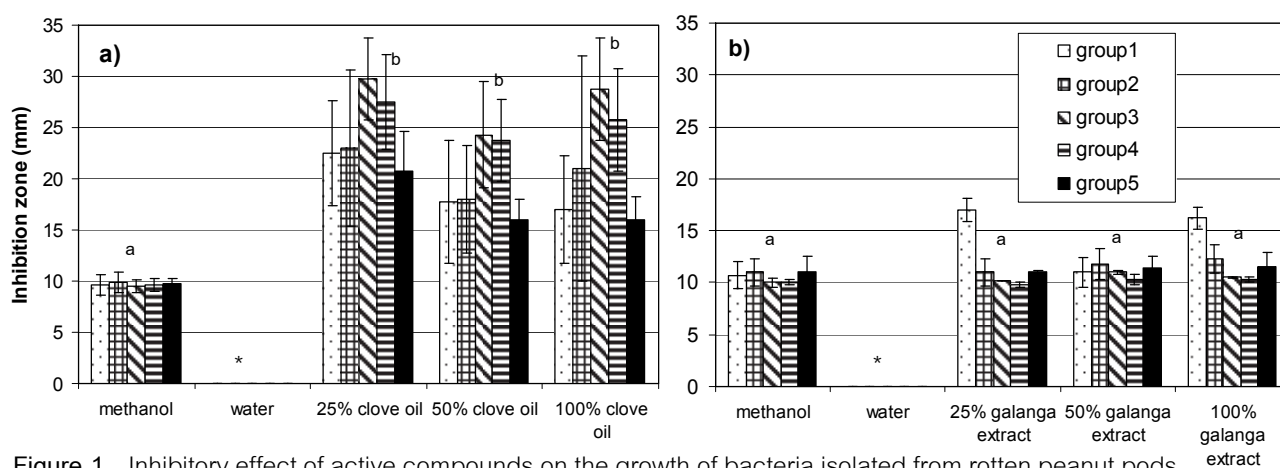 a)
Inhibition zone (mm)
35
30
25
20
15
10
5
0
a
*
b
b
b
methanol water 25% clove oil 50% clove oil 100% clove
oil
b)
group1
group2
group3
group4
group5
35
30
25
20
15
10
5
0
a
*
a
a
a
methanol water 25% galanga 50% galanga 100%
extract extract galanga
extract
Figure 1 Inhibitory effect of active compounds on the growth of bacteria isolated from rotten peanut pods